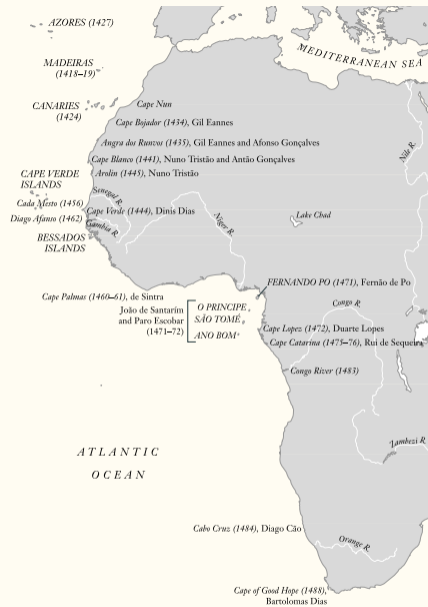 AZORES (1427)
MEDITERRANEAN SEA
MADEIRAS
(1418–19)
CANARIES
(1424)
Cape Nun
Cape Bojador (1434), Gil Eannes
Angra dos Ruivos (1435), Gil Eannes and Afonso Gonçalves
Nile R.
Cape Blanco (1441), Nuno Tristão and Antão Gonçalves
Arolin (1445), Nuno Tristão
CAPE VERDE
ISLANDS
Senegal R.
Cada Mosto (1456)
Cape Verde (1444), Dinis Dias
Diago Afanso (1462)
Gambia R.
Niger R.
Lake Chad
BESSADOS
ISLANDS
FERNANDO PO (1471), Fernão de Po
Cape Palmas (1460–61), de Sintra
Congo R.
João de Santarím
and Paro Escobar
(1471–72)
O PRINCIPE
SÃO TOMÉ
ANO BOM
Cape Lopez (1472), Duarte Lopes
Cape Catarina (1475–76), Rui de Sequeira
Congo River (1483)
ATLANTIC
OCEAN
Zambezi R.
Cabo Cruz (1484), Diago Cão
Orange R.
Cape of Good Hope (1488),
Bartolomas Dias